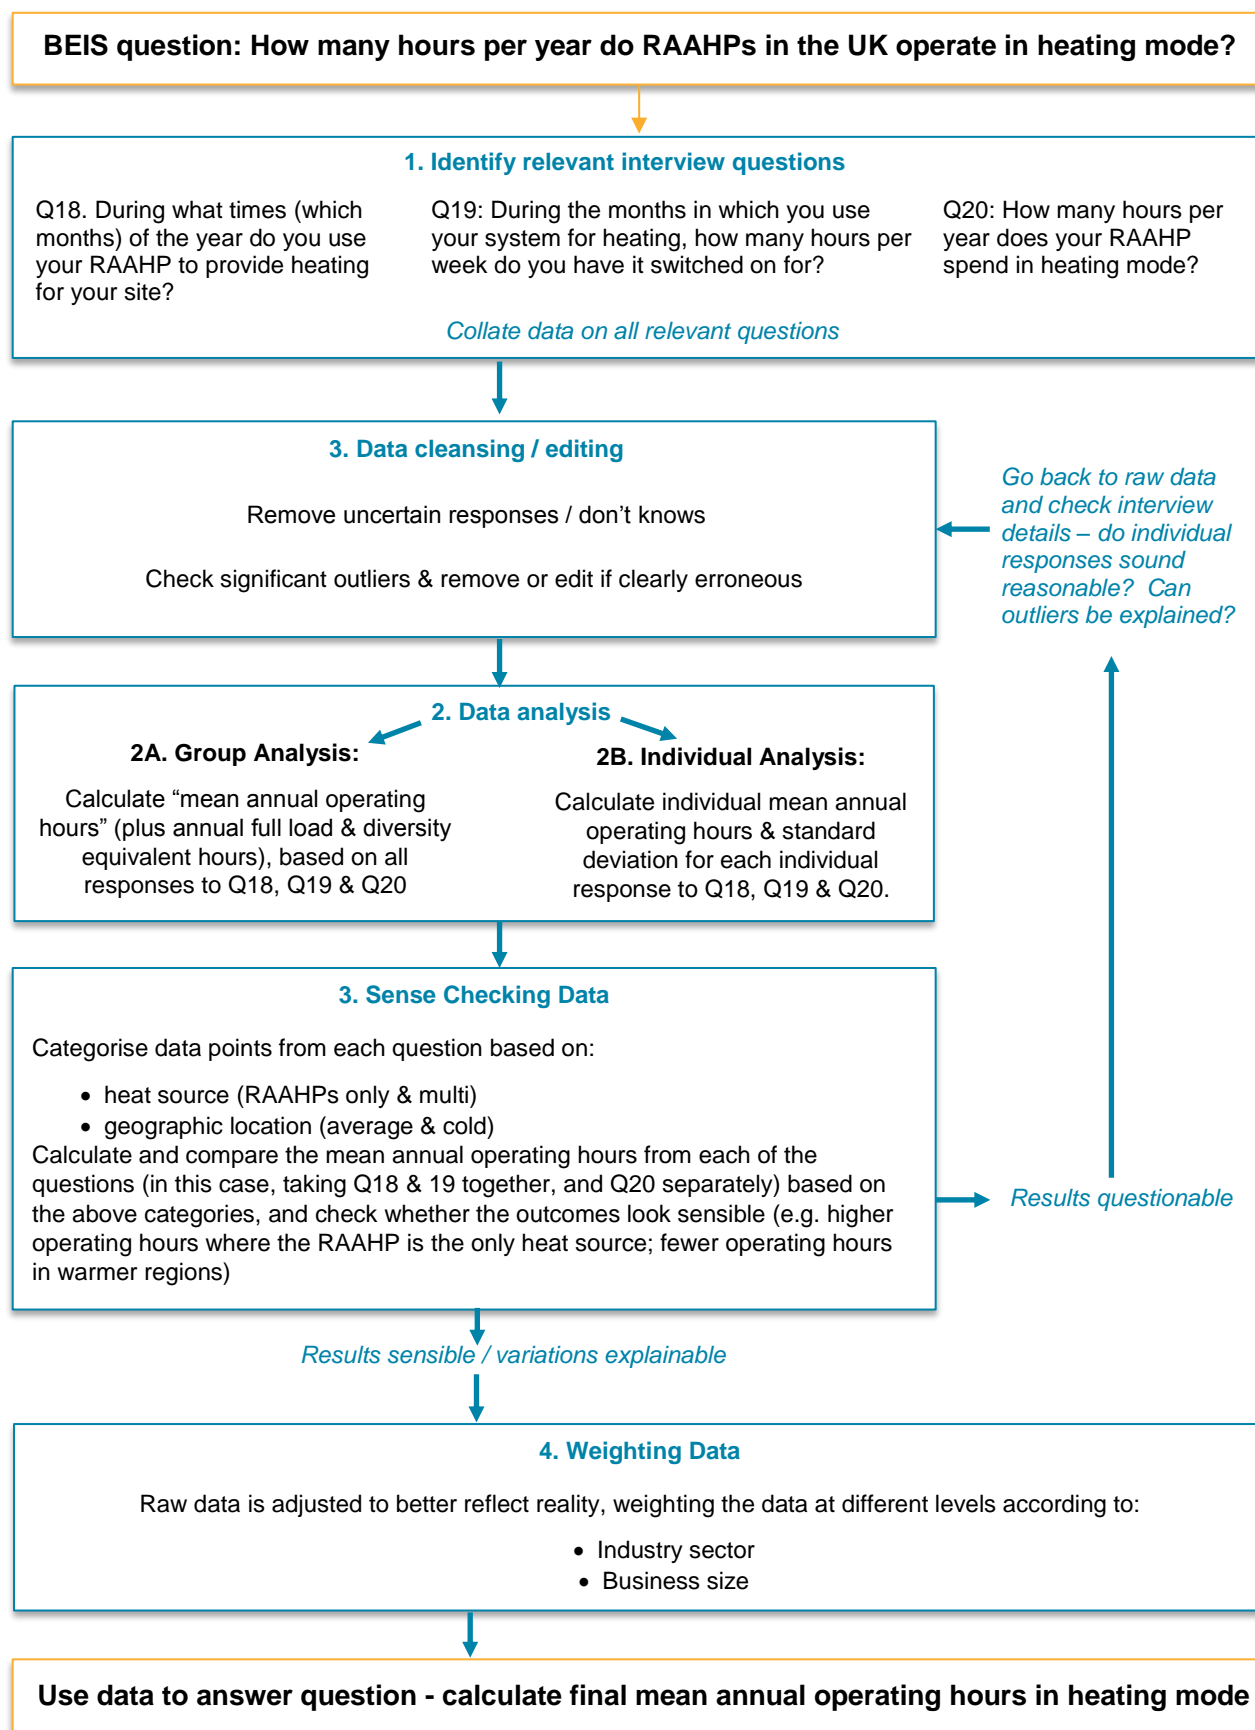 BEIS question: How many hours per year do RAAHPs in the UK operate in heating mode?
1. Identify relevant interview questions
Q18. During what times (which
months) of the year do you use
your RAAHP to provide heating
for your site?
Q19: During the months in which you use
your system for heating, how many hours per
week do you have it switched on for?
Q20: How many hours per
year does your RAAHP
spend in heating mode?
Collate data on all relevant questions
3. Data cleansing / editing
Remove uncertain responses / don’t knows
Check significant outliers & remove or edit if clearly erroneous
Go back to raw data
and check interview
details – do individual
responses sound
reasonable?  Can
outliers be explained?
2. Data analysis
2A. Group Analysis:
Calculate “mean annual operating
hours” (plus annual full load & diversity
equivalent hours), based on all
responses to Q18, Q19 & Q20
2B. Individual Analysis:
Calculate individual mean annual
operating hours & standard
deviation for each individual
response to Q18, Q19 & Q20.
3. Sense Checking Data
Categorise data points from each question based on:
• heat source (RAAHPs only & multi)
• geographic location (average & cold)
Calculate and compare the mean annual operating hours from each of the
questions (in this case, taking Q18 & 19 together, and Q20 separately) based on
the above categories, and check whether the outcomes look sensible (e.g. higher
operating hours where the RAAHP is the only heat source; fewer operating hours
in warmer regions)
Results questionable
Results sensible / variations explainable
4. Weighting Data
Raw data is adjusted to better reflect reality, weighting the data at different levels according to:
• Industry sector
• Business size
Use data to answer question - calculate final mean annual operating hours in heating mode